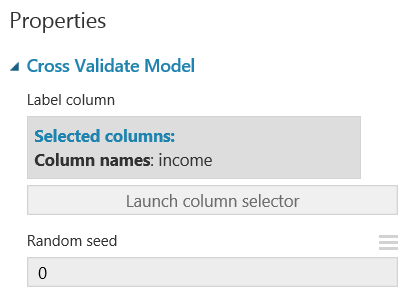 Properties
Cross Validate Model
Label column
Selected columns:
Column names: income
Launch column selector
Random seed
0